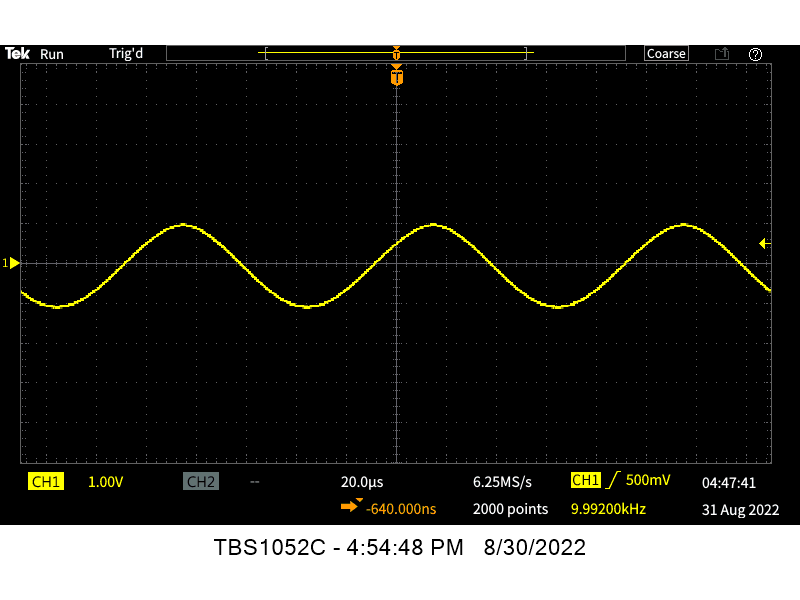 Tek Run Trig'd Coarse ?
T
T
1
CH1 1.00V CH2 -- 20.0µs 6.25MS/s CH1 500mV 04:47:41
-640.000ns 2000 points 9.99200kHz 31 Aug 2022
TBS1052C - 4:54:48 PM 8/30/2022